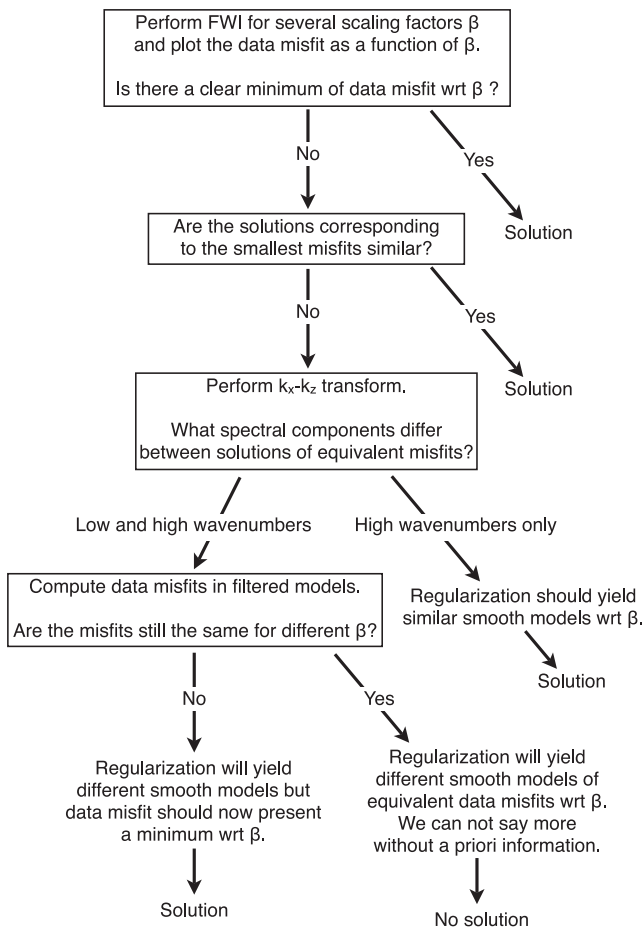 Perform FWI for several scaling factors β
and plot the data misfit as a function of β.
Is there a clear minimum of data misfit wrt β ?
No
Yes
Solution
Are the solutions corresponding
to the smallest misfits similar?
No
Yes
Solution
Perform kx-kz transform.
What spectral components differ
between solutions of equivalent misfits?
Low and high wavenumbers
High wavenumbers only
Compute data misfits in filtered models.
Are the misfits still the same for different β?
Regularization should yield
similar smooth models wrt β.
Solution
No
Yes
Regularization will yield
different smooth models but
data misfit should now present
a minimum wrt β.
Solution
Regularization will yield
different smooth models of
equivalent data misfits wrt β.
We can not say more
without a priori information.
No solution